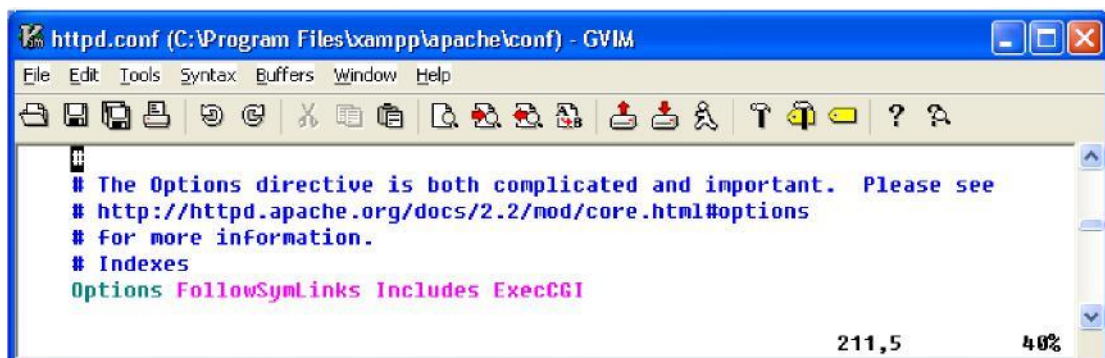 httpd.conf (C:\Program Files\xampp\apache\conf) - GVIM
File Edit Tools Syntax Buffers Window Help
#
# The Options directive is both complicated and important.  Please see
# http://httpd.apache.org/docs/2.2/mod/core.html#options
# for more information.
# Indexes
Options FollowSymLinks Includes ExecCGI
211,5 40%